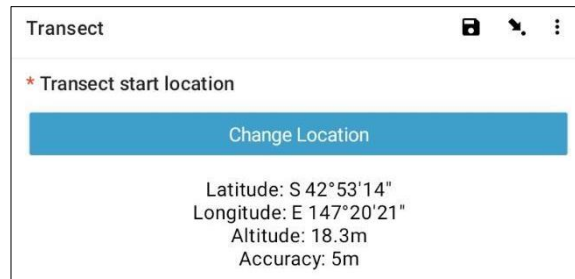 Transect
* Transect start location
Change Location
Latitude: S 42°53'14"
Longitude: E 147°20'21"
Altitude: 18.3m
Accuracy: 5m